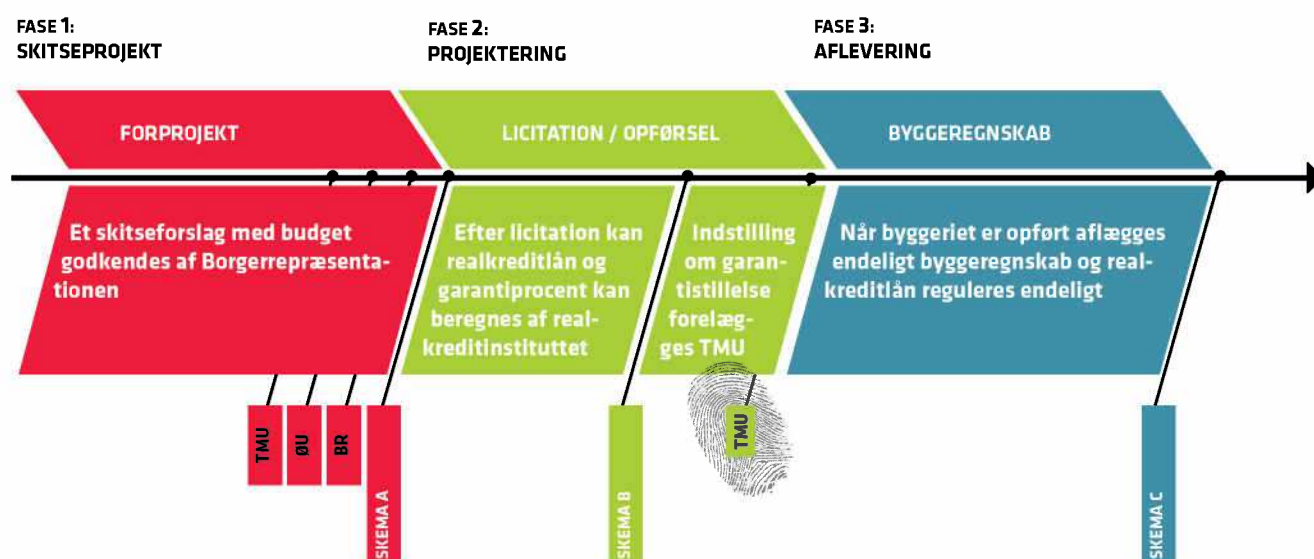 FASE 1:
SKITSEPROJEKT
FASE 2:
PROJEKTERING
FASE 3:
AFLEVERING
FORPROJEKT
LICITATION / OPFØRSEL
BYGGEREGNSKAB
Et skitseforslag med budget
godkendes af Borgerrepræsenta-
tionen
Efter licitation kan
realkreditlån og
garantiprocent kan
beregnes af real-
kreditinstituttet
Indstilling
om garan-
tistillelse
forelæg-
ges TMU
Når byggeriet er opført aflægges
endeligt byggeregnskab og real-
kreditlån reguleres endeligt
TMU
ØU
BR
SKEMA A
SKEMA B
TMU
SKEMA C